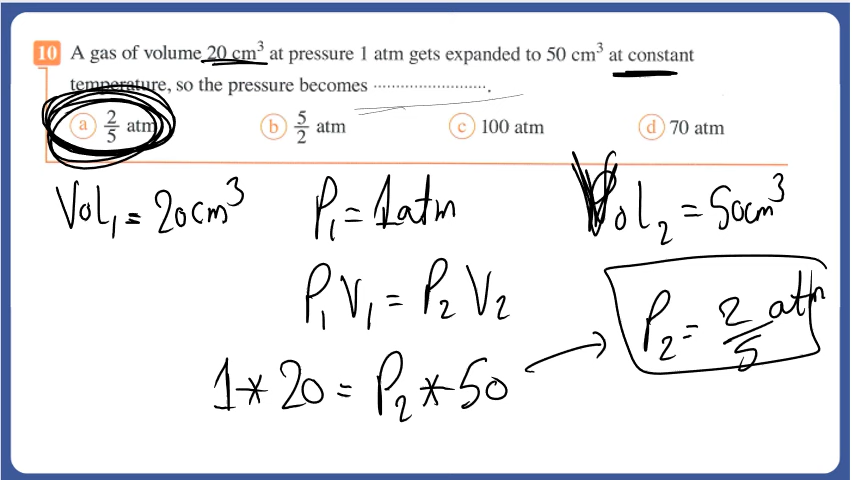 10 A gas of volume 20 cm³ at pressure 1 atm gets expanded to 50 cm³ at constant
temperature, so the pressure becomes ........................... .
a 2/5 atm b 5/2 atm c 100 atm d 70 atm
Vol₁ = 20cm³ P₁ = 1atm Vol₂ = 50cm³
P₁V₁ = P₂V₂
P₂ = 2/5 atm
1 * 20 = P₂ * 50